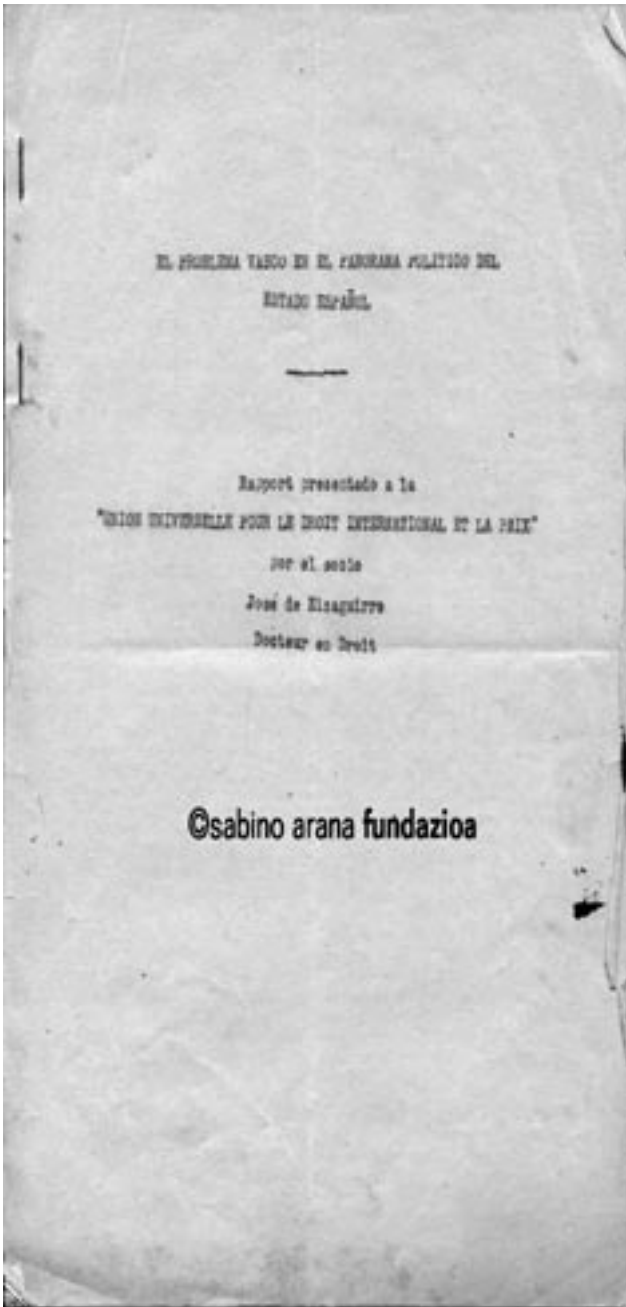 EL PROBLEMA VASCO EN EL PANORAMA POLITICO DEL
ESTADO ESPAÑOL
Rapport presentado a la
"UNION UNIVERSELLE POUR LE DROIT INTERNATIONAL ET LA PAIX"
por el socio
José de Eizaguirre
Docteur en Droit
©sabino arana fundazioa